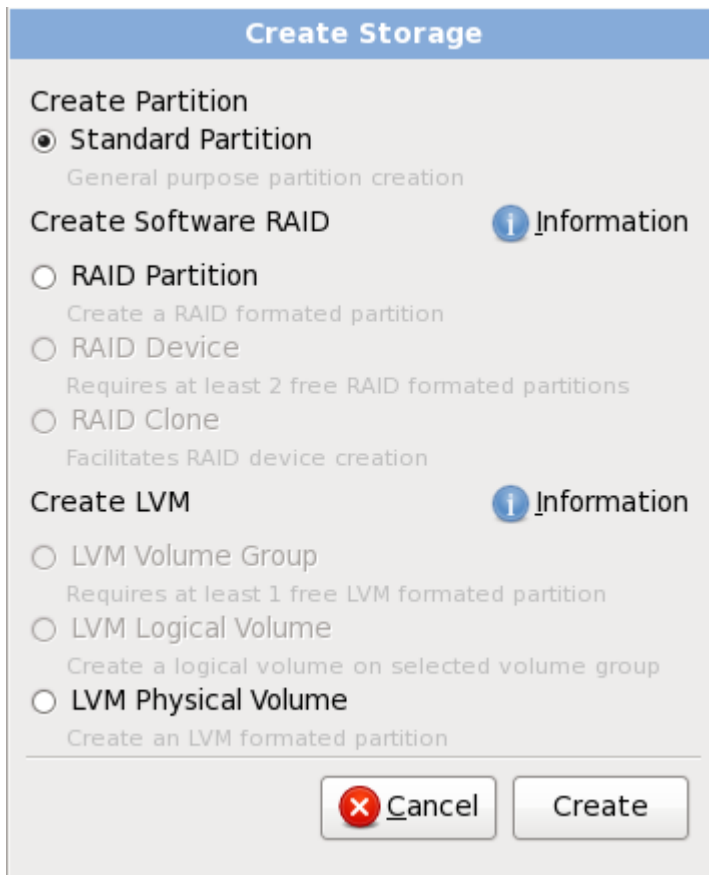 Create Storage
Create Partition
Standard Partition
General purpose partition creation
Create Software RAID Information
RAID Partition
Create a RAID formated partition
RAID Device
Requires at least 2 free RAID formated partitions
RAID Clone
Facilitates RAID device creation
Create LVM Information
LVM Volume Group
Requires at least 1 free LVM formated partition
LVM Logical Volume
Create a logical volume on selected volume group
LVM Physical Volume
Create an LVM formated partition
Cancel Create